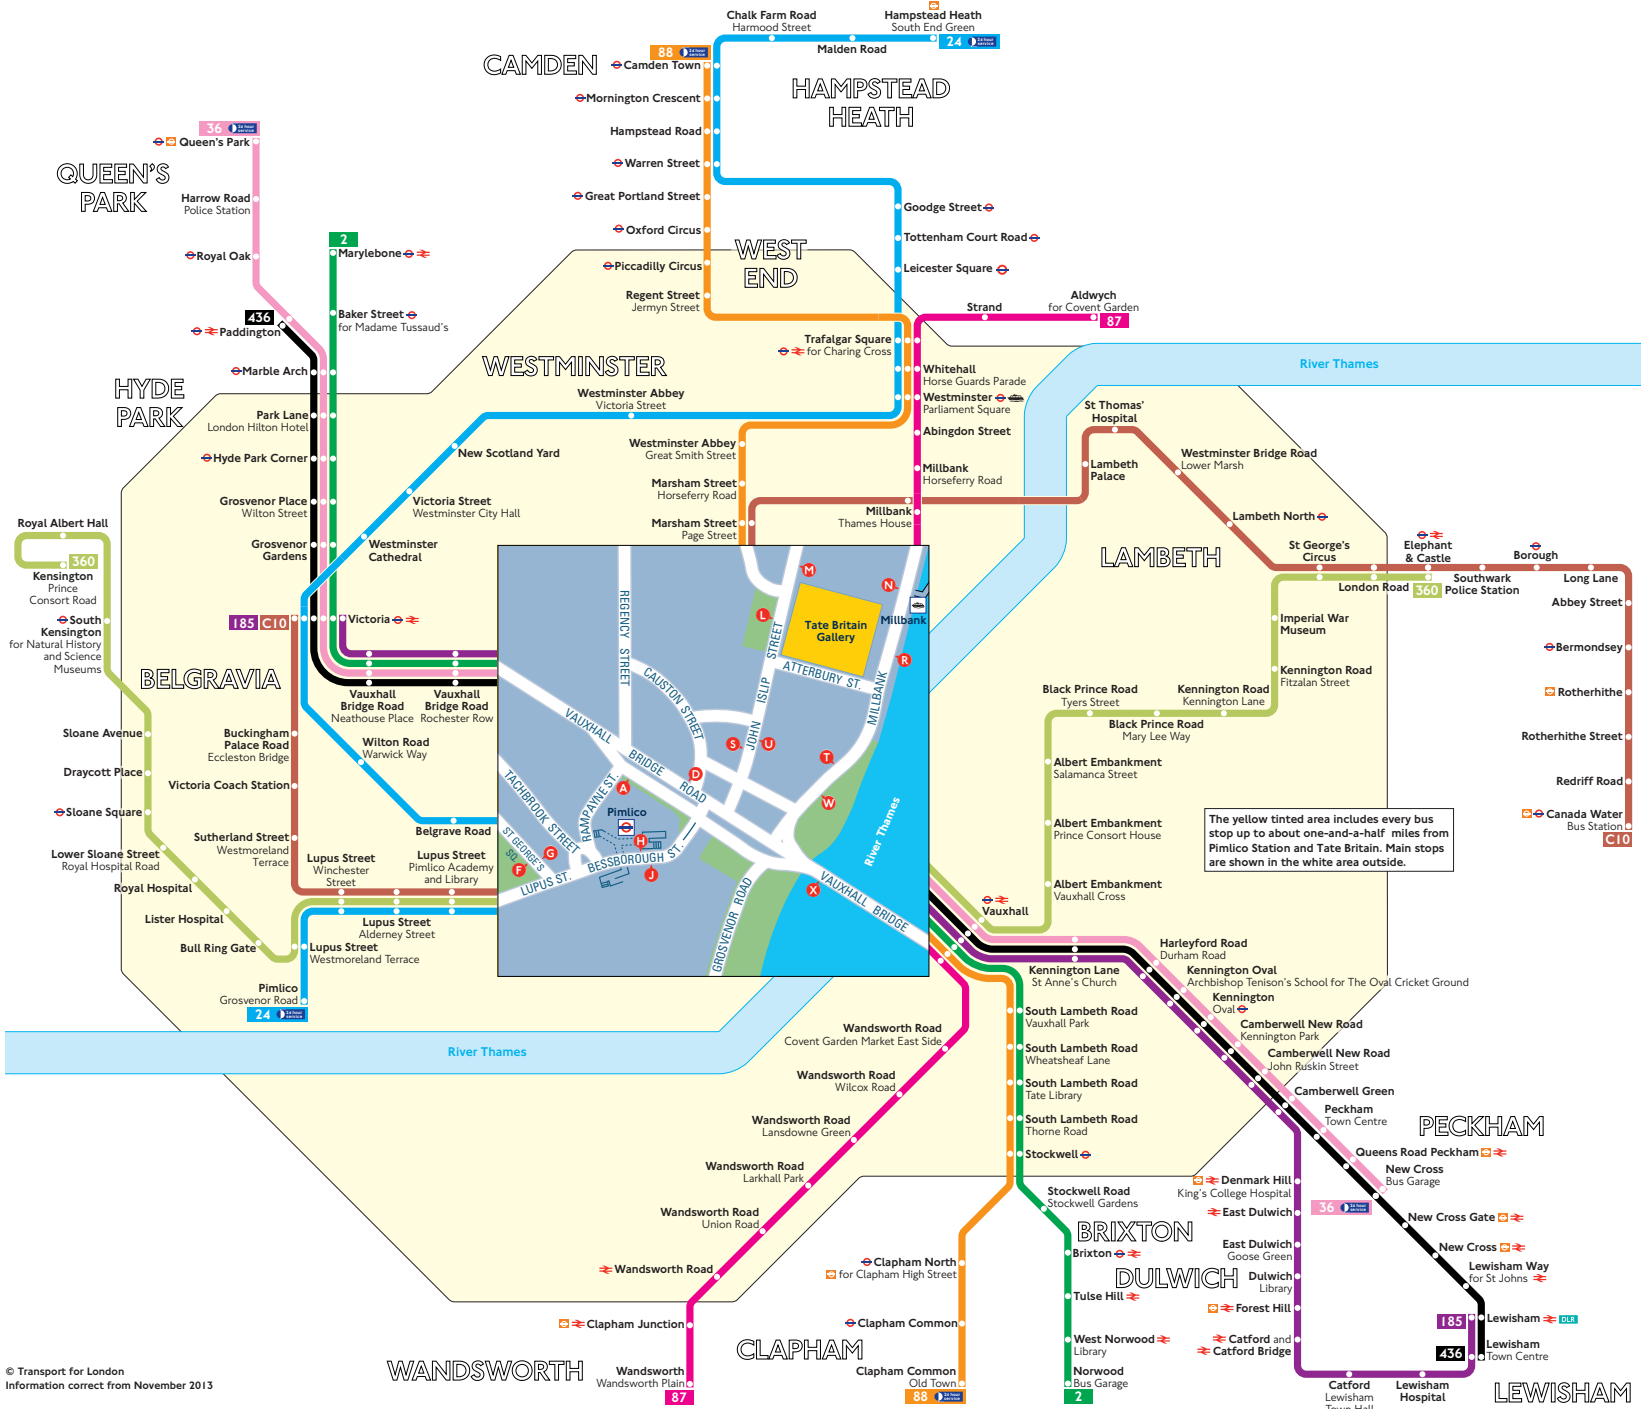 Chalk Farm Road
Harmood Street
Malden Road
Hampstead Heath
South End Green
24 24 hour service
88 24 hour service
CAMDEN
Camden Town
HAMPSTEAD
HEATH
Mornington Crescent
Hampstead Road
Warren Street
Great Portland Street
Oxford Circus
Piccadilly Circus
Regent Street
Jermyn Street
WEST
END
Goodge Street
Tottenham Court Road
Leicester Square
36 24 hour service
Queen's Park
QUEEN'S
PARK
Harrow Road
Police Station
Royal Oak
2
Marylebone
436
Paddington
Baker Street
for Madame Tussaud's
Marble Arch
HYDE
PARK
Park Lane
London Hilton Hotel
Hyde Park Corner
Grosvenor Place
Wilton Street
Grosvenor
Gardens
WESTMINSTER
Westminster Abbey
Victoria Street
New Scotland Yard
Victoria Street
Westminster City Hall
Westminster
Cathedral
Strand
Aldwych
for Covent Garden
87
Trafalgar Square
for Charing Cross
Whitehall
Horse Guards Parade
Westminster
Parliament Square
Abingdon Street
Westminster Abbey
Great Smith Street
Marsham Street
Horseferry Road
Marsham Street
Page Street
Millbank
Horseferry Road
Millbank
Thames House
River Thames
St Thomas'
Hospital
Lambeth
Palace
Westminster Bridge Road
Lower Marsh
Lambeth North
LAMBETH
St George's
Circus
Elephant
& Castle
Borough
London Road
360
Southwark
Police Station
Long Lane
Abbey Street
Bermondsey
Rotherhithe
Rotherhithe Street
Redriff Road
Canada Water
Bus Station
C10
Imperial War
Museum
Kennington Road
Fitzalan Street
Kennington Road
Kennington Lane
Black Prince Road
Tyers Street
Black Prince Road
Mary Lee Way
Albert Embankment
Salamanca Street
Albert Embankment
Prince Consort House
Albert Embankment
Vauxhall Cross
Vauxhall
The yellow tinted area includes every bus
stop up to about one-and-a-half miles from
Pimlico Station and Tate Britain. Main stops
are shown in the white area outside.
Royal Albert Hall
360
Kensington
Prince
Consort Road
South
Kensington
for Natural History
and Science
Museums
BELGRAVIA
185 C10
Victoria
Vauxhall
Bridge Road
Neathouse Place
Vauxhall
Bridge Road
Rochester Row
Sloane Avenue
Draycott Place
Sloane Square
Lower Sloane Street
Royal Hospital Road
Royal Hospital
Lister Hospital
Bull Ring Gate
Buckingham
Palace Road
Eccleston Bridge
Victoria Coach Station
Sutherland Street
Westmoreland
Terrace
Wilton Road
Warwick Way
Belgrave Road
Lupus Street
Winchester
Street
Lupus Street
Pimlico Academy
and Library
Lupus Street
Alderney Street
Lupus Street
Westmoreland Terrace
Pimlico
Grosvenor Road
24 24 hour service
REGENCY STREET
CAUSTON STREET
JOHN ISLIP STREET
Tate Britain
Gallery
ATTERBURY ST.
MILLBANK
Millbank
VAUXHALL BRIDGE ROAD
TACHBROOK STREET
RAMPAYNE ST.
ST GEORGE'S
SQ.
Pimlico
BESSBOROUGH ST.
LUPUS ST.
GROSVENOR ROAD
VAUXHALL BRIDGE
River Thames
M
N
L
R
S
U
T
D
A
W
H
G
F
J
X
River Thames
Kennington Lane
St Anne's Church
Harleyford Road
Durham Road
Kennington Oval
Archbishop Tenison's School for The Oval Cricket Ground
Kennington
Oval
Camberwell New Road
Kennington Park
Camberwell New Road
John Ruskin Street
Camberwell Green
Peckham
Town Centre
PECKHAM
Queens Road Peckham
New Cross
Bus Garage
36 24 hour service
New Cross Gate
New Cross
Lewisham Way
for St Johns
Lewisham DLR
Lewisham
Town Centre
185
436
LEWISHAM
South Lambeth Road
Vauxhall Park
South Lambeth Road
Wheatsheaf Lane
South Lambeth Road
Tate Library
South Lambeth Road
Thorne Road
Stockwell
Stockwell Road
Stockwell Gardens
BRIXTON
Brixton
DULWICH
Tulse Hill
West Norwood
Library
Norwood
Bus Garage
2
Denmark Hill
King's College Hospital
East Dulwich
East Dulwich
Goose Green
Dulwich
Library
Forest Hill
Catford and
Catford Bridge
Catford
Lewisham
Town Hall
Lewisham
Hospital
Wandsworth Road
Covent Garden Market East Side
Wandsworth Road
Wilcox Road
Wandsworth Road
Lansdowne Green
Wandsworth Road
Larkhall Park
Wandsworth Road
Union Road
Wandsworth Road
Clapham Junction
WANDSWORTH
Wandsworth
Wandsworth Plain
87
Clapham North
for Clapham High Street
Clapham Common
CLAPHAM
Clapham Common
Old Town
88 24 hour service
© Transport for London
Information correct from November 2013